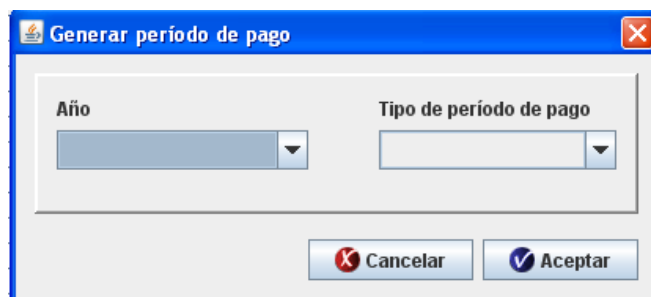 Generar período de pago
Año Tipo de período de pago
Cancelar Aceptar